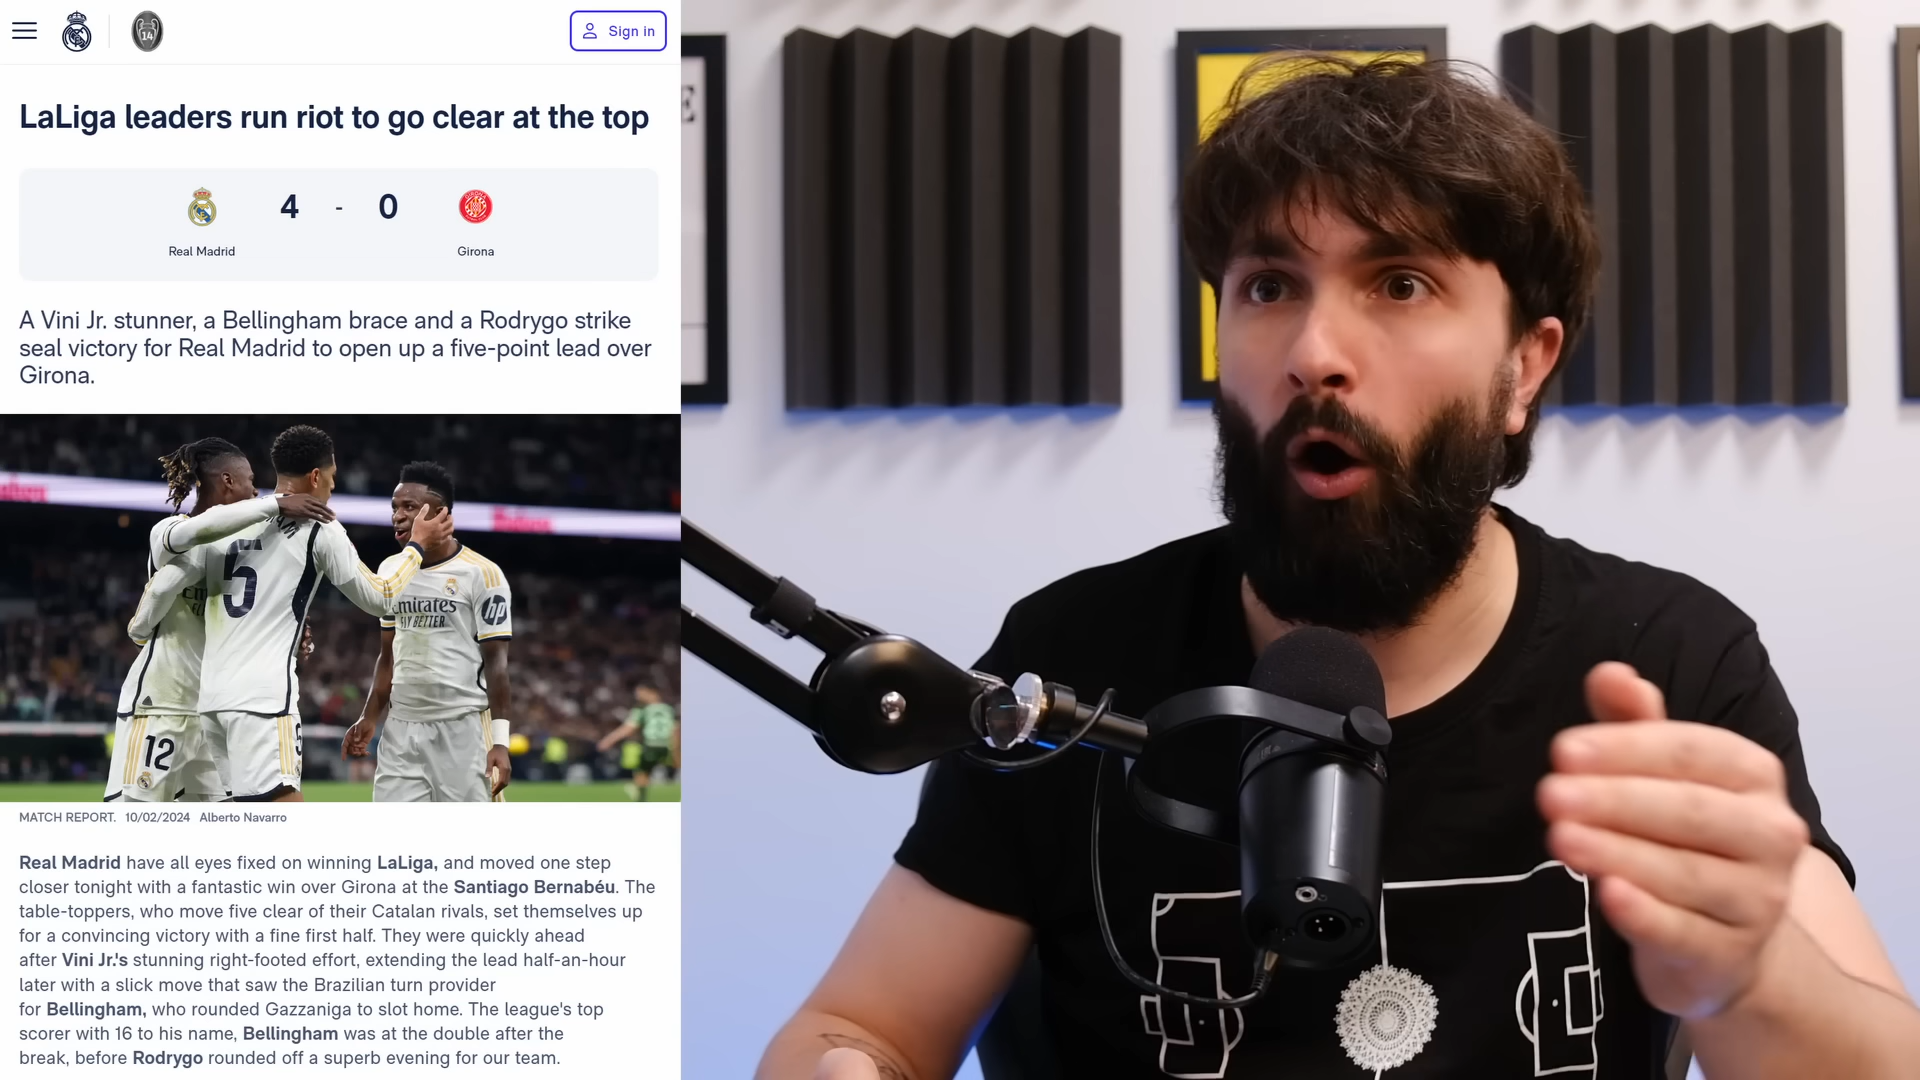 14
Sign in
LaLiga leaders run riot to go clear at the top
4 - 0
Real Madrid
Girona
A Vini Jr. stunner, a Bellingham brace and a Rodrygo strike
seal victory for Real Madrid to open up a five-point lead over
Girona.
5
Emirates
FLY BETTER
hp
12
5
MATCH REPORT. 10/02/2024 Alberto Navarro
Real Madrid have all eyes fixed on winning LaLiga, and moved one step
closer tonight with a fantastic win over Girona at the Santiago Bernabéu. The
table-toppers, who move five clear of their Catalan rivals, set themselves up
for a convincing victory with a fine first half. They were quickly ahead
after Vini Jr.'s stunning right-footed effort, extending the lead half-an-hour
later with a slick move that saw the Brazilian turn provider
for Bellingham, who rounded Gazzaniga to slot home. The league's top
scorer with 16 to his name, Bellingham was at the double after the
break, before Rodrygo rounded off a superb evening for our team.
E